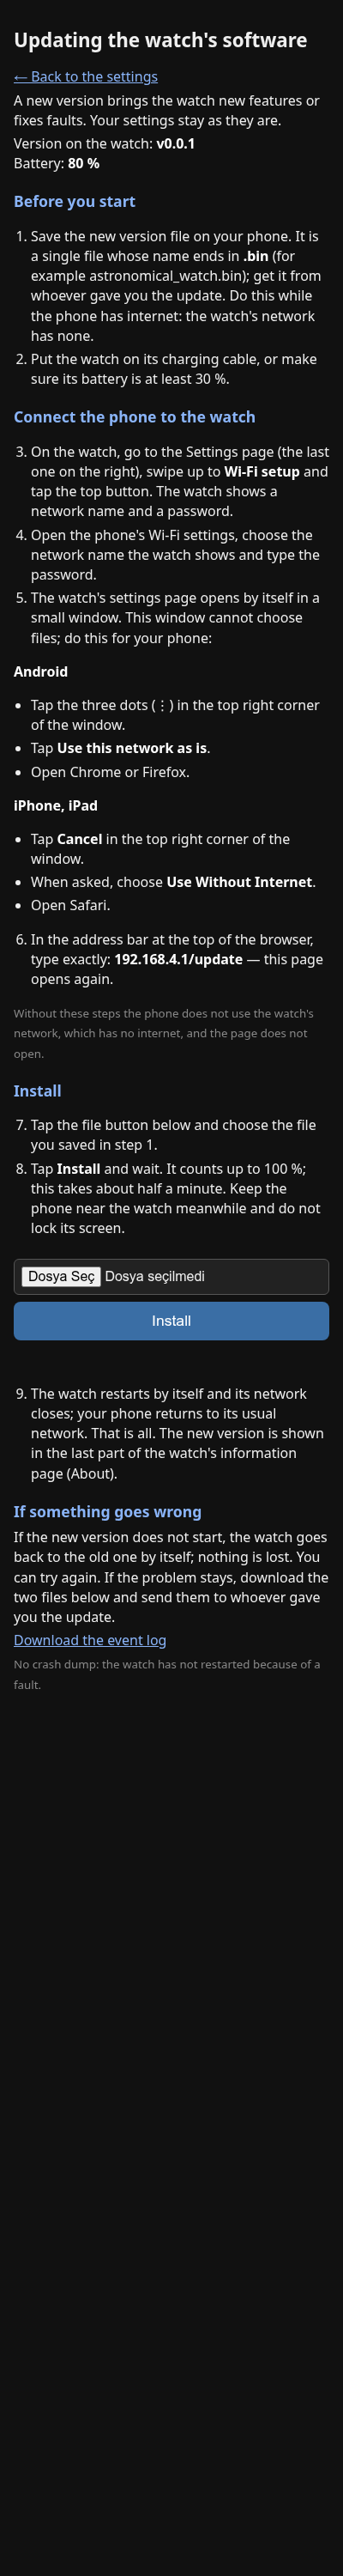 Updating the watch's software
← Back to the settings
A new version brings the watch new features or
fixes faults. Your settings stay as they are.
Version on the watch: v0.0.1
Battery: 80 %
Before you start
1. Save the new version file on your phone. It is
a single file whose name ends in .bin (for
example astronomical_watch.bin); get it from
whoever gave you the update. Do this while
the phone has internet: the watch's network
has none.
2. Put the watch on its charging cable, or make
sure its battery is at least 30 %.
Connect the phone to the watch
3. On the watch, go to the Settings page (the last
one on the right), swipe up to Wi-Fi setup and
tap the top button. The watch shows a
network name and a password.
4. Open the phone's Wi-Fi settings, choose the
network name the watch shows and type the
password.
5. The watch's settings page opens by itself in a
small window. This window cannot choose
files; do this for your phone:
Android
• Tap the three dots (⋮) in the top right corner
of the window.
• Tap Use this network as is.
• Open Chrome or Firefox.
iPhone, iPad
• Tap Cancel in the top right corner of the
window.
• When asked, choose Use Without Internet.
• Open Safari.
6. In the address bar at the top of the browser,
type exactly: 192.168.4.1/update — this page
opens again.
Without these steps the phone does not use the watch's
network, which has no internet, and the page does not
open.
Install
7. Tap the file button below and choose the file
you saved in step 1.
8. Tap Install and wait. It counts up to 100 %;
this takes about half a minute. Keep the
phone near the watch meanwhile and do not
lock its screen.
Dosya Seç Dosya seçilmedi
Install
9. The watch restarts by itself and its network
closes; your phone returns to its usual
network. That is all. The new version is shown
in the last part of the watch's information
page (About).
If something goes wrong
If the new version does not start, the watch goes
back to the old one by itself; nothing is lost. You
can try again. If the problem stays, download the
two files below and send them to whoever gave
you the update.
Download the event log
No crash dump: the watch has not restarted because of a
fault.